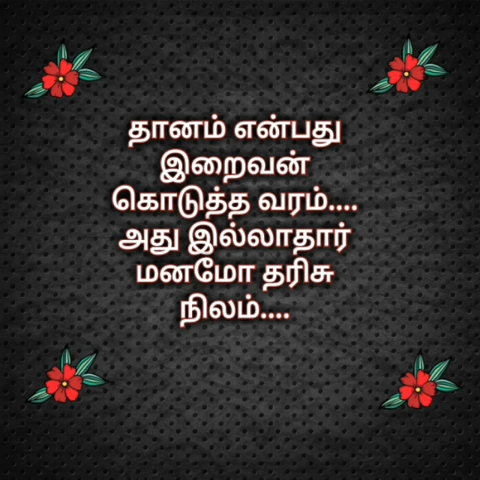 தானம் என்பது
இறைவன்
கொடுத்த வரம்....
அது இல்லாதார்
மனமோ தரிசு
நிலம்....